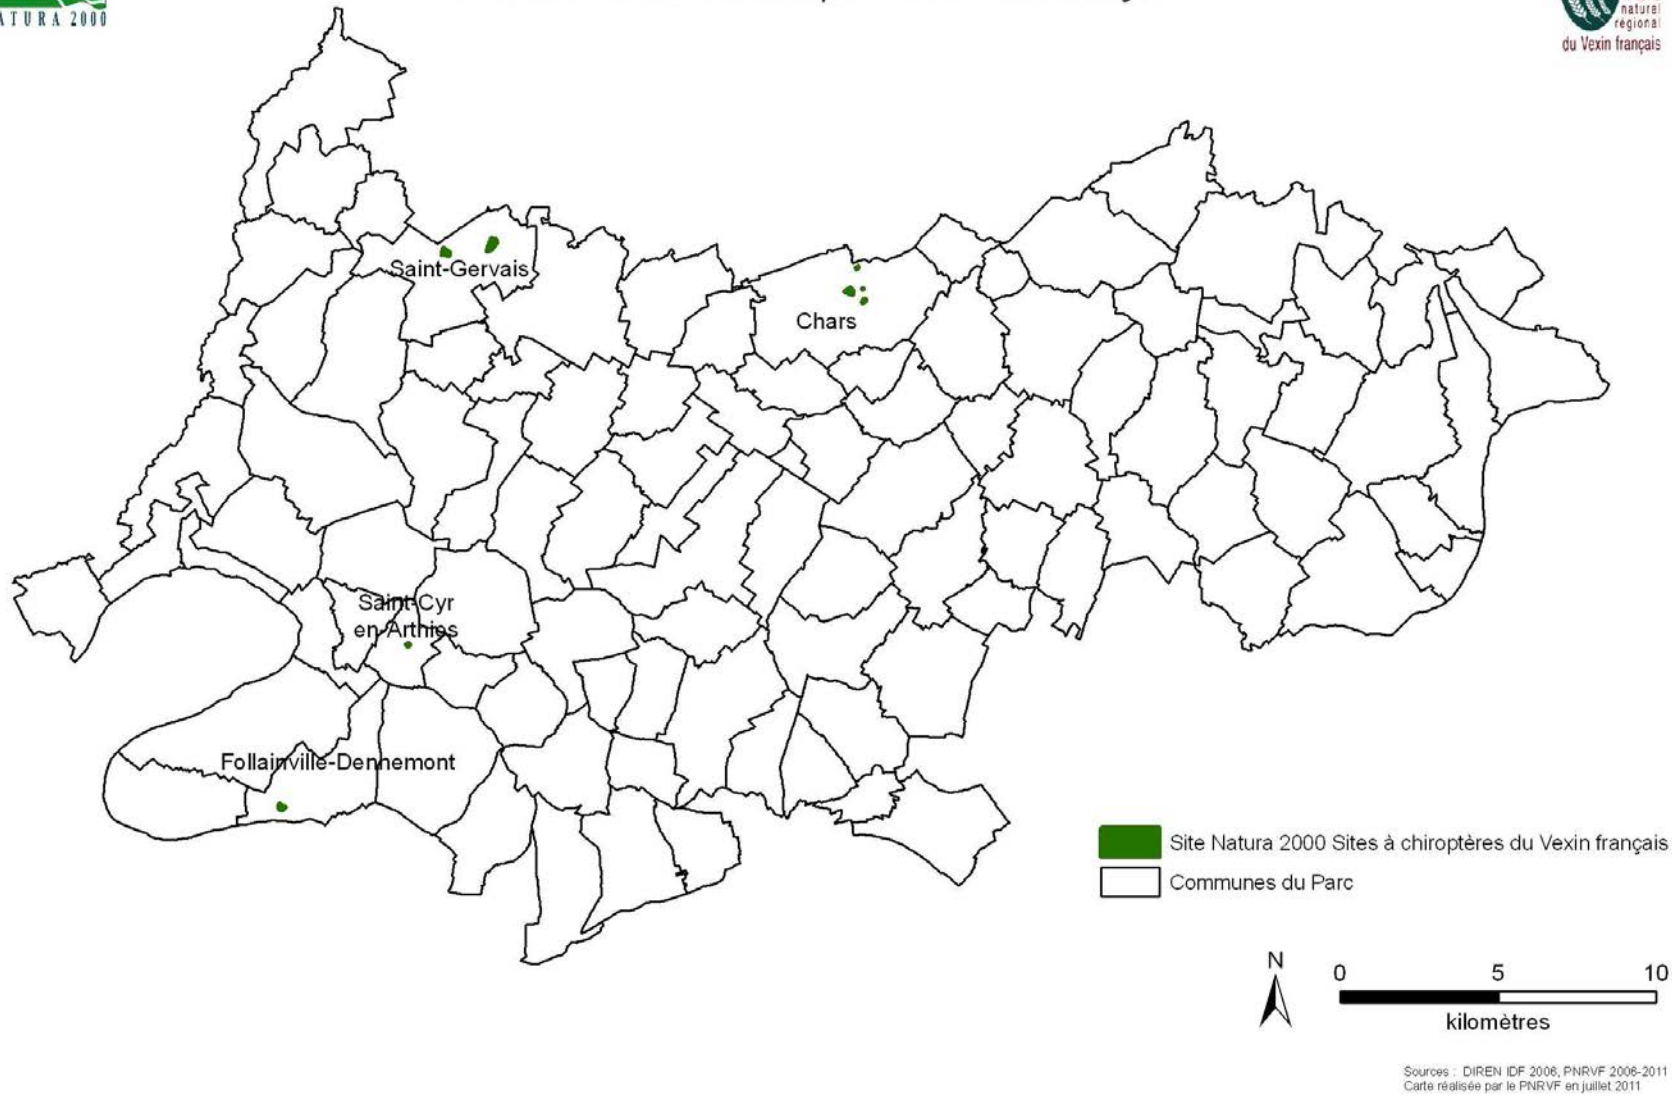 NATURA 2000
naturel
régional
du Vexin français
Saint-Gervais
Chars
Saint-Cyr
en-Arthies
Follainville-Dennemont
Site Natura 2000 Sites à chiroptères du Vexin français
Communes du Parc
N
0 5 10
kilomètres
Sources : DIREN IDF 2006, PNRVF 2006-2011
Carte réalisée par le PNRVF en juillet 2011